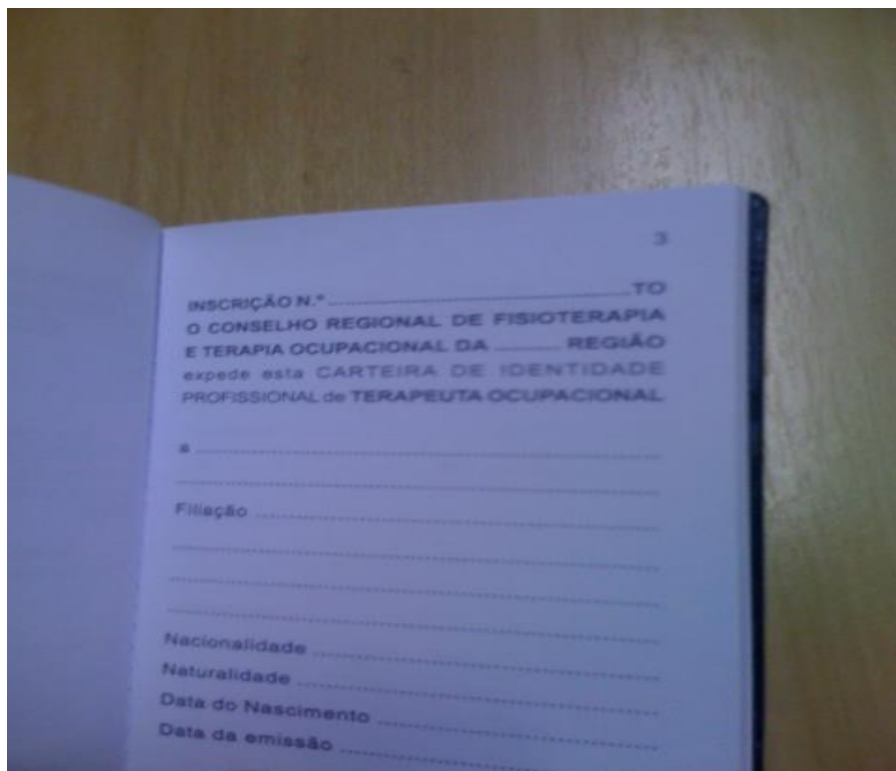 3
INSCRIÇÃO N.º ........................................ TO
O CONSELHO REGIONAL DE FISIOTERAPIA
E TERAPIA OCUPACIONAL DA ........ REGIÃO
expede esta CARTEIRA DE IDENTIDADE
PROFISSIONAL de TERAPEUTA OCUPACIONAL
a ........................................
Filiação ........................................
Nacionalidade ........................................
Naturalidade ........................................
Data do Nascimento ........................................
Data da emissão ........................................